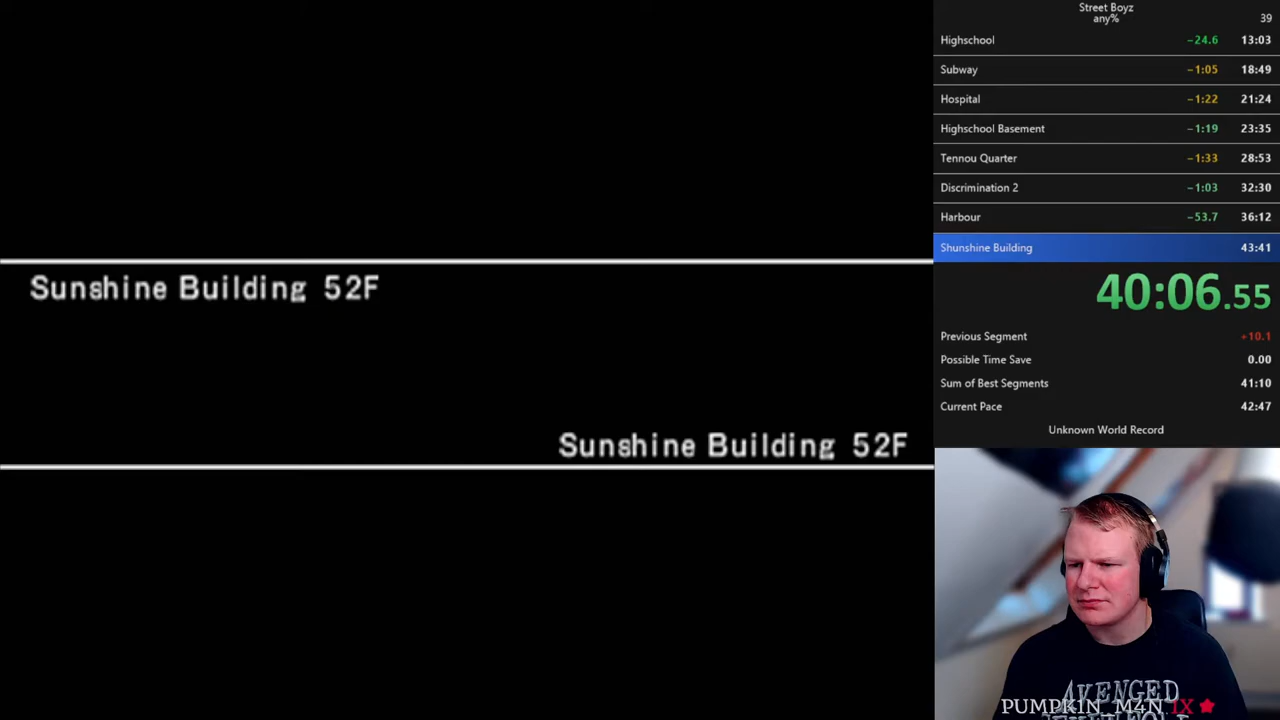 Sunshine Building 52F
Sunshine Building 52F
Street Boyz
any%
39
Highschool -24.6 13:03
Subway -1:05 18:49
Hospital -1:22 21:24
Highschool Basement -1:19 23:35
Tennou Quarter -1:33 28:53
Discrimination 2 -1:03 32:30
Harbour -53.7 36:12
Shunshine Building 43:41
40:06.55
Previous Segment +10.1
Possible Time Save 0.00
Sum of Best Segments 41:10
Current Pace 42:47
Unknown World Record
AVENGED
PUMPKIN_M4N IX